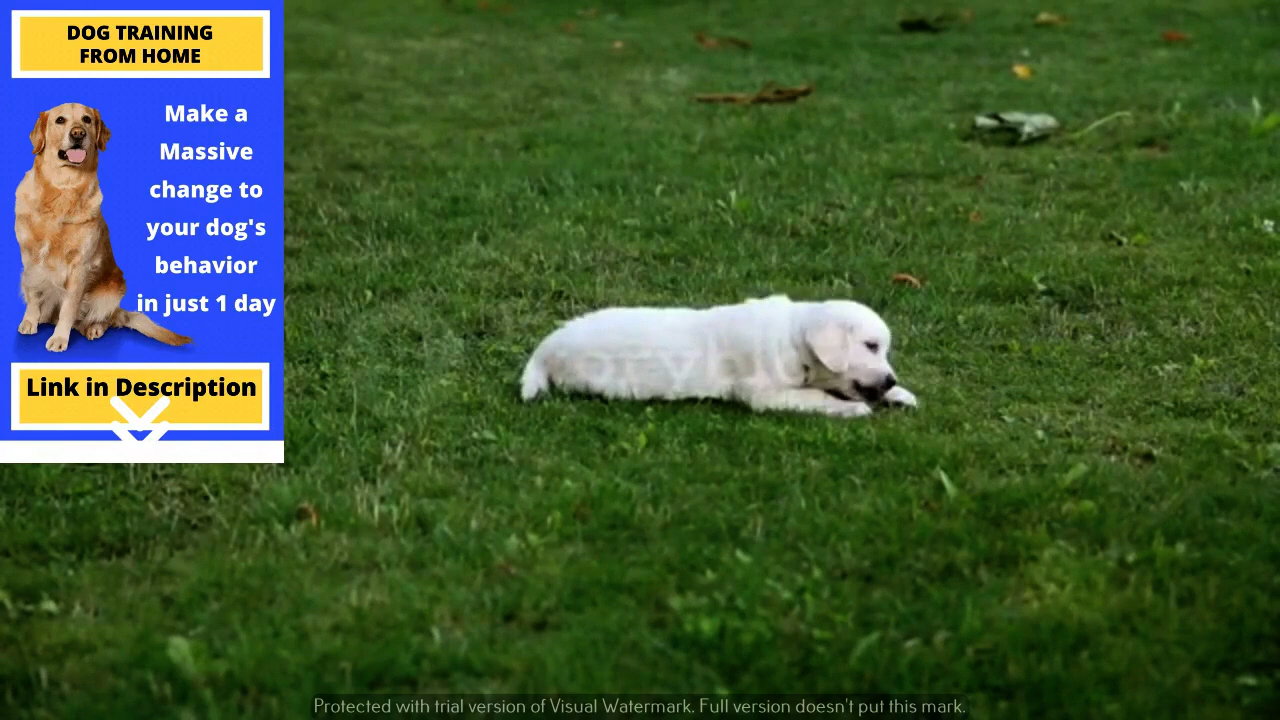 DOG TRAINING
FROM HOME
Make a
Massive
change to
your dog's
behavior
in just 1 day
Link in Description
Protected with trial version of Visual Watermark. Full version doesn't put this mark.